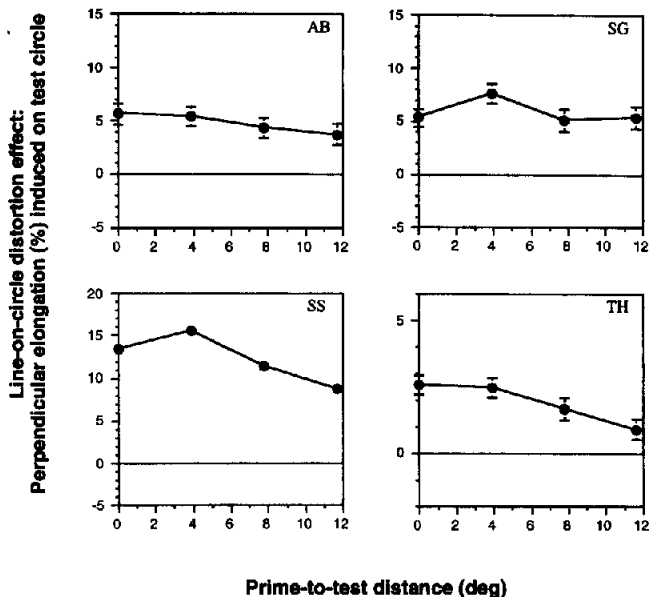 Line-on-circle distortion effect:
Perpendicular elongation (%) induced on test circle
AB
15
10
5
0
-5
0 2 4 6 8 10 12
SG
15
10
5
0
-5
0 2 4 6 8 10 12
SS
20
15
10
5
0
-5
0 2 4 6 8 10 12
TH
5
0
0 2 4 6 8 10 12
Prime-to-test distance (deg)